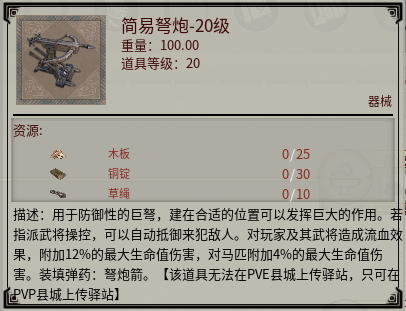 简易弩炮-20级
重量：100.00
道具等级：20
器械
资源:
木板 0/25
铜锭 0/30
草绳 0/10
描述：用于防御性的巨弩，建在合适的位置可以发挥巨大的作用。若
指派武将操控，可以自动抵御来犯敌人。对玩家及其武将造成流血效
果，附加12%的最大生命值伤害，对马匹附加4%的最大生命值伤
害。装填弹药：弩炮箭。【该道具无法在PVE县城上传驿站，只可在
PVP县城上传驿站】